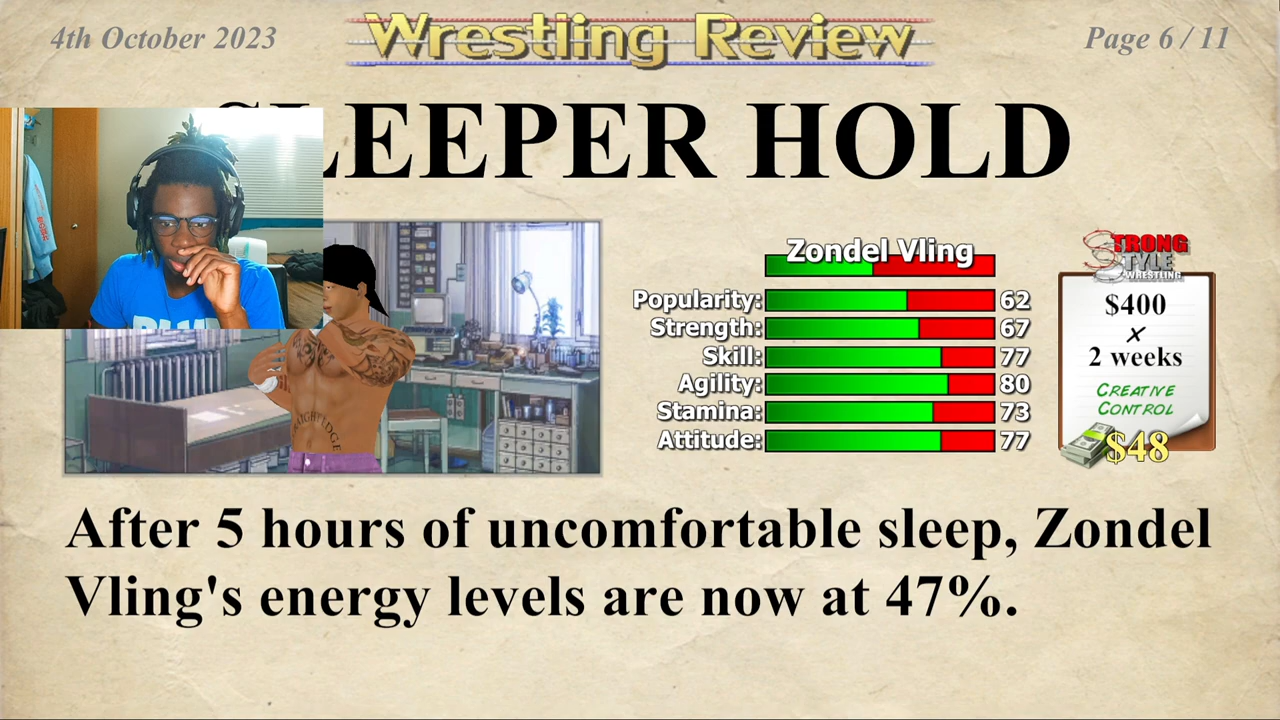 4th October 2023
Wrestling Review
Page 6 / 11
SLEEPER HOLD
Zondel Vling
Popularity: 62
Strength: 67
Skill: 77
Agility: 80
Stamina: 73
Attitude: 77
STRONG
STYLE
WRESTLING
$400
x
2 weeks
CREATIVE
CONTROL
$48
After 5 hours of uncomfortable sleep, Zondel
Vling's energy levels are now at 47%.